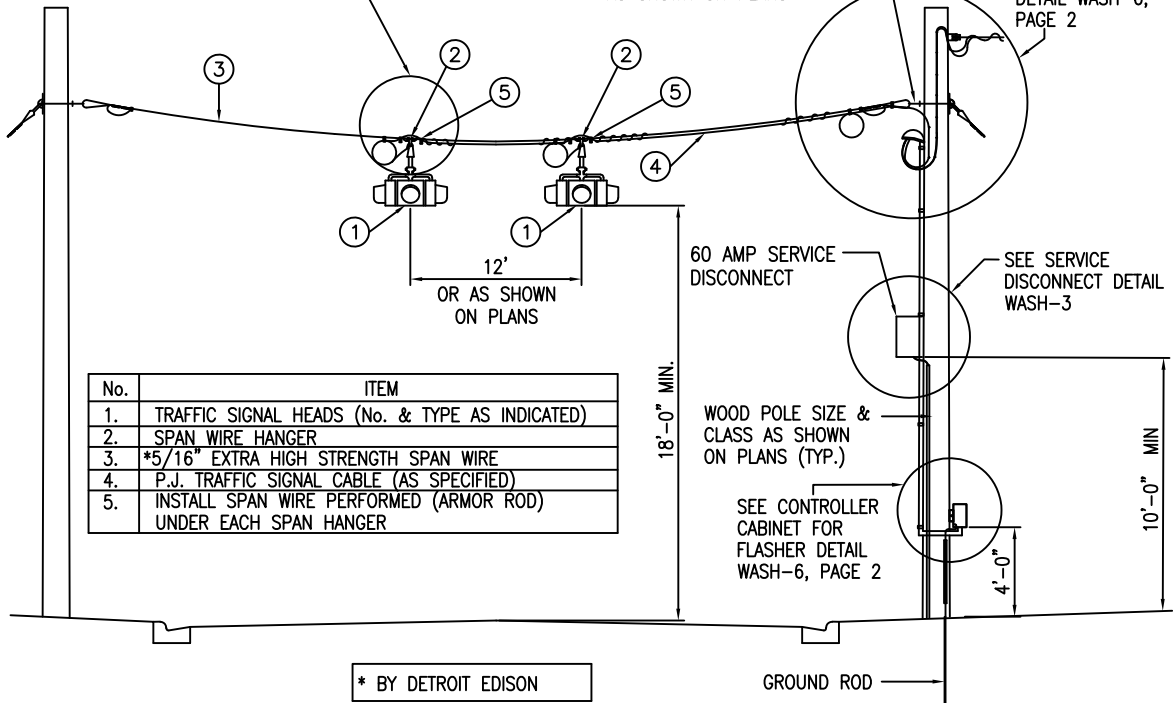 DETAIL WASH-6,
PAGE 2
3
2
5
2
5
4
1
1
12'
OR AS SHOWN
ON PLANS
60 AMP SERVICE
DISCONNECT
SEE SERVICE
DISCONNECT DETAIL
WASH-3
18'-0" MIN.
No. ITEM
1. TRAFFIC SIGNAL HEADS (No. & TYPE AS INDICATED)
2. SPAN WIRE HANGER
3. *5/16" EXTRA HIGH STRENGTH SPAN WIRE
4. P.J. TRAFFIC SIGNAL CABLE (AS SPECIFIED)
5. INSTALL SPAN WIRE PERFORMED (ARMOR ROD)
UNDER EACH SPAN HANGER
WOOD POLE SIZE &
CLASS AS SHOWN
ON PLANS (TYP.)
SEE CONTROLLER
CABINET FOR
FLASHER DETAIL
WASH-6, PAGE 2
4'-0"
10'-0" MIN
* BY DETROIT EDISON
GROUND ROD